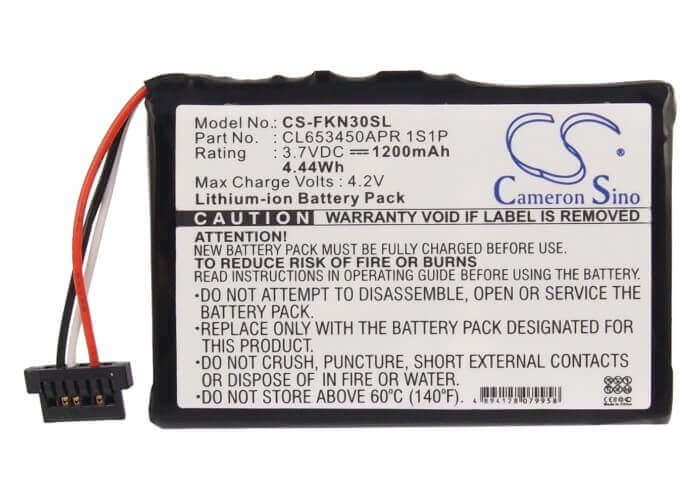 Model No.: CS-FKN30SL
Part No.: CL653450APR 1S1P
Rating : 3.7VDC 1200mAh
4.44Wh
Max Charge Volts : 4.2V
Lithium-ion Battery Pack
CS
Cameron Sino
CAUTION WARRANTY VOID IF LABEL IS REMOVED
ATTENTION!
NEW BATTERY PACK MUST BE FULLY CHARGED BEFORE USE.
TO REDUCE RISK OF FIRE OR BURNS
READ INSTRUCTIONS IN OPERATING GUIDE BEFORE USING THE BATTERY.
•DO NOT ATTEMPT TO DISASSEMBLE, OPEN OR SERVICE THIS BATTERY PACK.
•REPLACE ONLY WITH THE BATTERY PACK DESIGNATED FOR THIS PRODUCT.
•DO NOT CRUSH, PUNCTURE, SHORT EXTERNAL CONTACTS OR DISPOSE IN FIRE OR WATER.
•DO NOT STORE ABOVE 60°C (140°F).
4 894128 079958